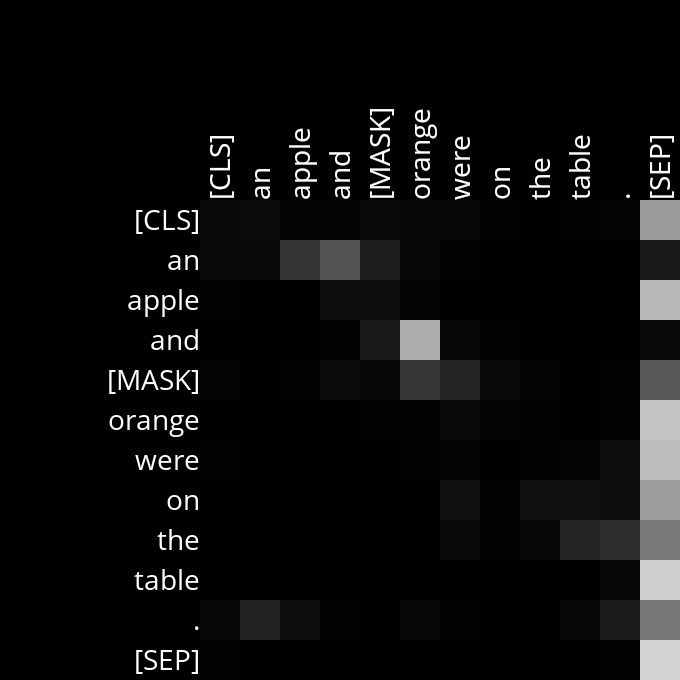 [CLS] an apple and [MASK] orange were on the table . [SEP]
[CLS]
an
apple
and
[MASK]
orange
were
on
the
table
.
[SEP]